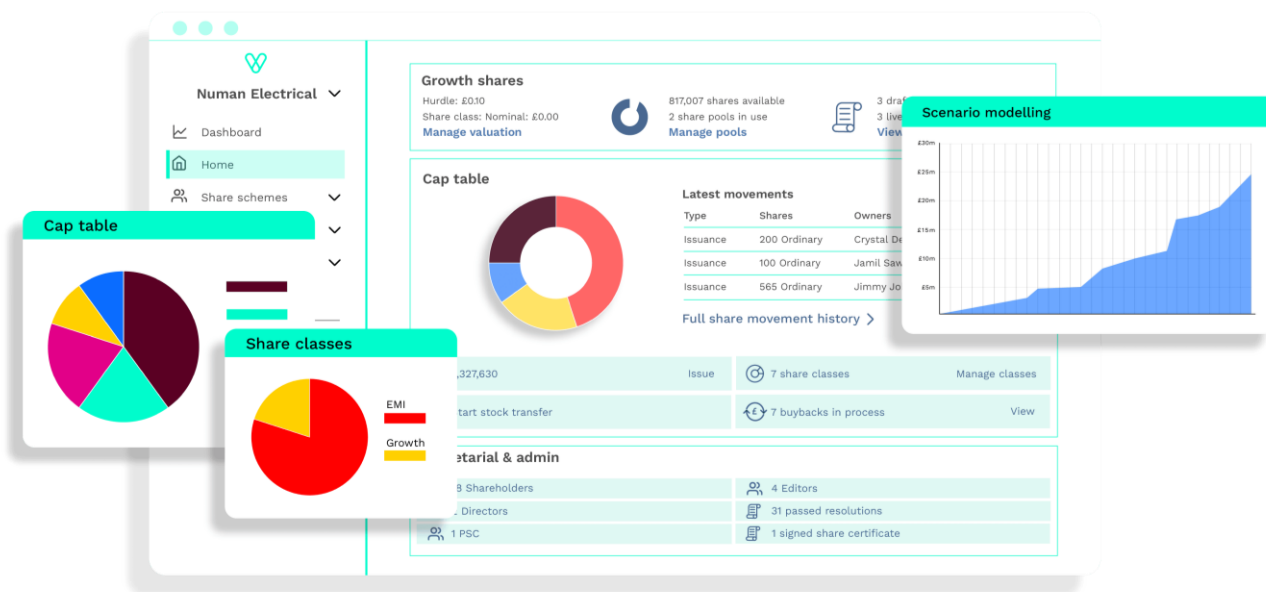 Numan Electrical
Dashboard
Home
Share schemes
Cap table
Share classes
EMI
Growth
Growth shares
Hurdle: £0.10
Share class: Nominal: £0.00
Manage valuation
817,007 shares available
2 share pools in use
Manage pools
3
3 live
View
Cap table
Latest movements
Type Shares Owners
Issuance 200 Ordinary Crystal
Issuance 100 Ordinary Jamil
Issuance 565 Ordinary Jimmy
Full share movement history
,327,630 Issue
7 share classes Manage classes
tart stock transfer
7 buybacks in process View
etarial & admin
8 Shareholders
4 Editors
Directors
31 passed resolutions
1 PSC
1 signed share certificate
Scenario modelling
£30m
£25m
£20m
£15m
£10m
£5m